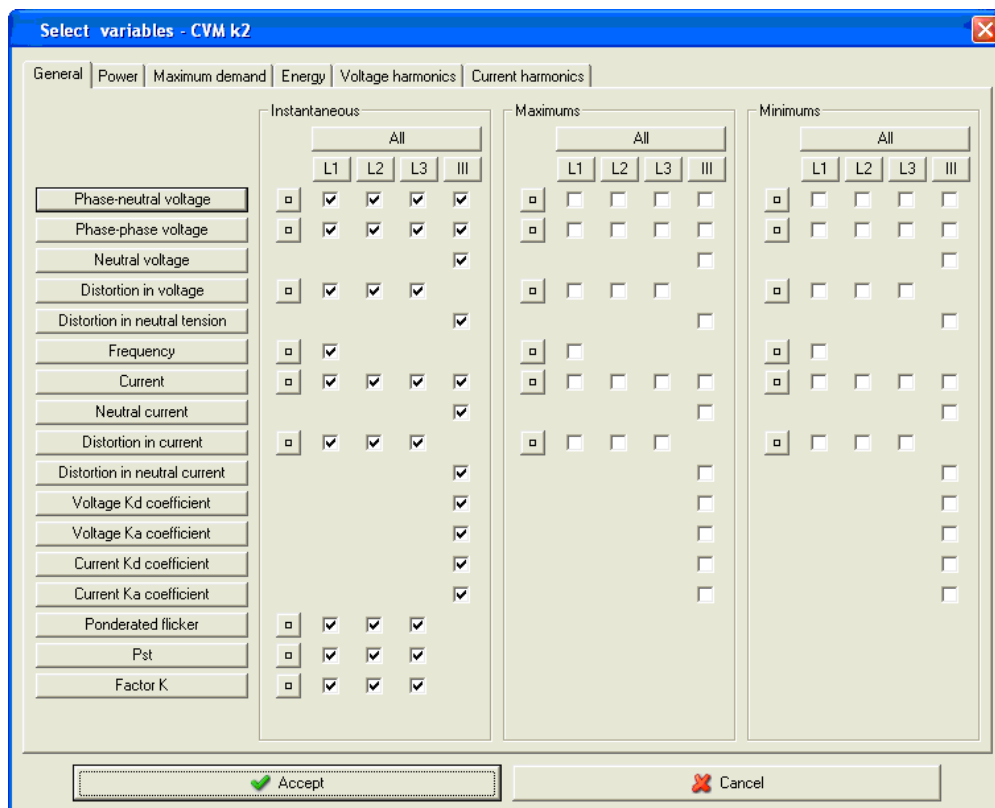 Select variables - CVM k2
General Power Maximum demand Energy Voltage harmonics Current harmonics
Instantaneous Maximums Minimums
All All All
L1 L2 L3 III L1 L2 L3 III L1 L2 L3 III
Phase-neutral voltage
Phase-phase voltage
Neutral voltage
Distortion in voltage
Distortion in neutral tension
Frequency
Current
Neutral current
Distortion in current
Distortion in neutral current
Voltage Kd coefficient
Voltage Ka coefficient
Current Kd coefficient
Current Ka coefficient
Ponderated flicker
Pst
Factor K
Accept Cancel